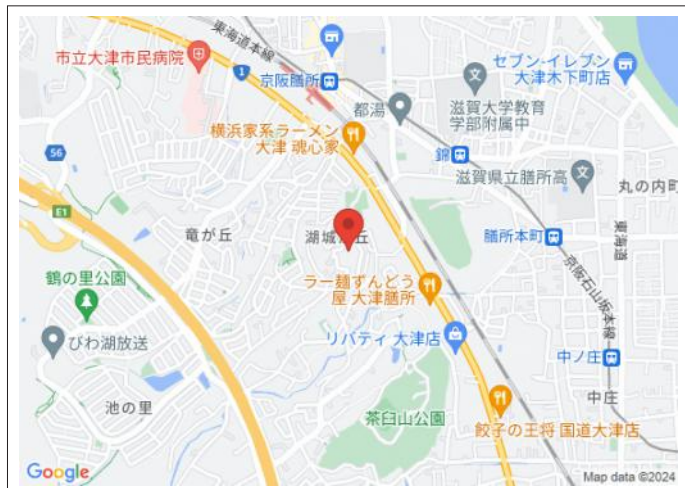 東海道本線
市立大津市民病院
1
京阪膳所
セブン-イレブン
大津木下町店
都湯
滋賀大学教育
学部附属中
横浜家系ラーメン
大津 魂心家
錦
56
滋賀県立膳所高
丸の内町
E1
竜が丘
湖城が丘
膳所本町
東海道
鶴の里公園
ラー麺ずんどう
屋 大津膳所
京阪石山坂本線
びわ湖放送
リバティ 大津店
中ノ庄
池の里
茶臼山公園
中庄
餃子の王将 国道大津店
Google
Map data ©2024